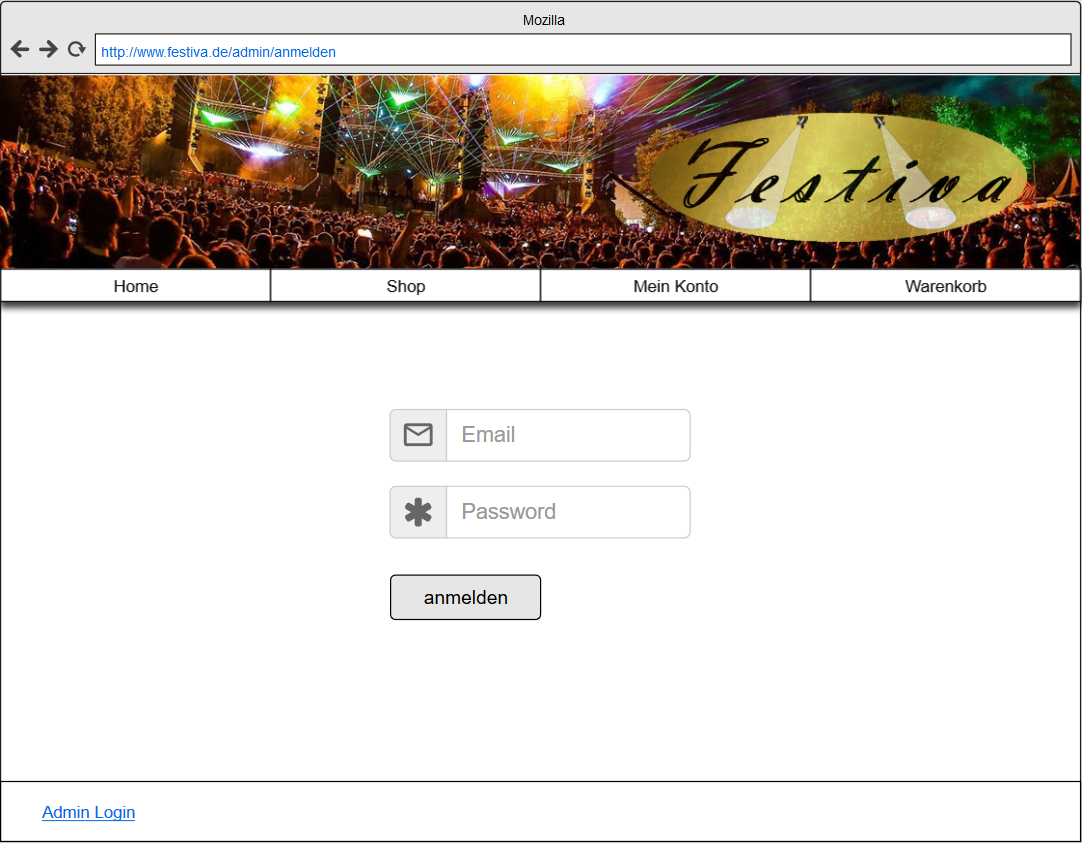 Mozilla
http://www.festiva.de/admin/anmelden
Festiva
Home Shop Mein Konto Warenkorb
Email
Password
anmelden
Admin Login